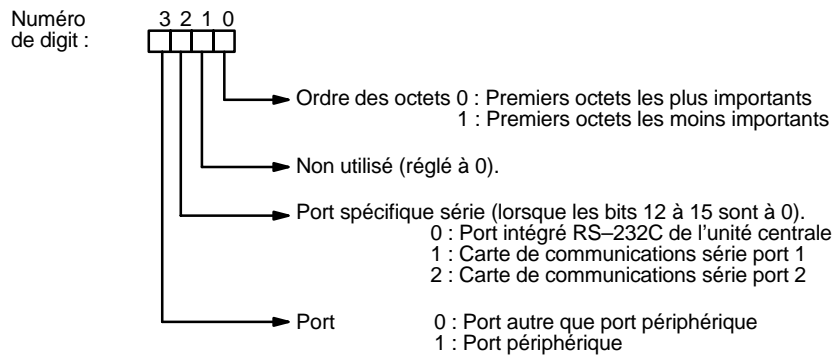 Numéro
de digit :
3 2 1 0
Ordre des octets 0 : Premiers octets les plus importants
1 : Premiers octets les moins importants
Non utilisé (réglé à 0).
Port spécifique série (lorsque les bits 12 à 15 sont à 0).
0 : Port intégré RS–232C de l’unité centrale
1 : Carte de communications série port 1
2 : Carte de communications série port 2
Port 0 : Port autre que port périphérique
1 : Port périphérique